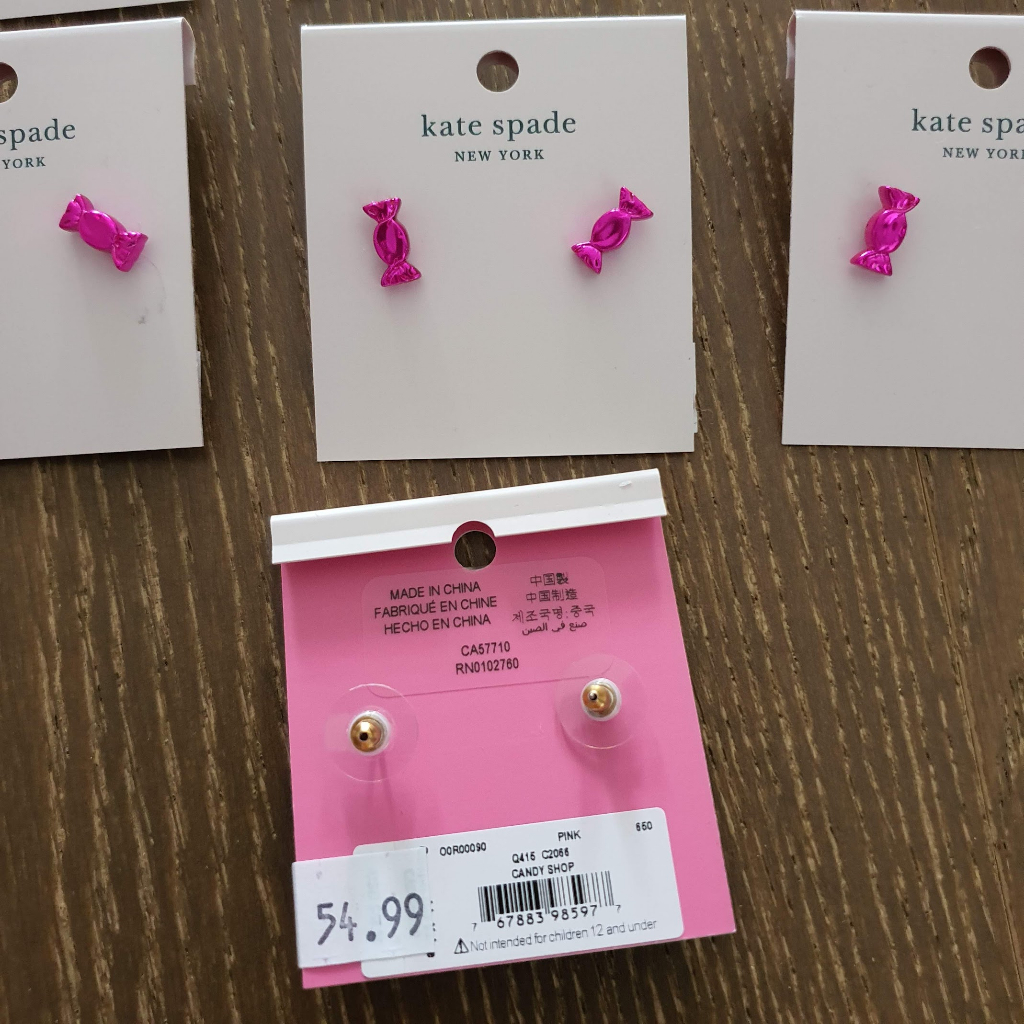 spade
YORK
kate spade
NEW YORK
kate spa
NEW YOR
MADE IN CHINA
FABRIQUÉ EN CHINE
HECHO EN CHINA
中国製
中国制造
제조국명:중국
صنع في الصين
CA57710
RN0102760
O0R00090
PINK
650
Q415 C2066
CANDY SHOP
7 67883 98597 7
⚠Not intended for children 12 and under
54.99